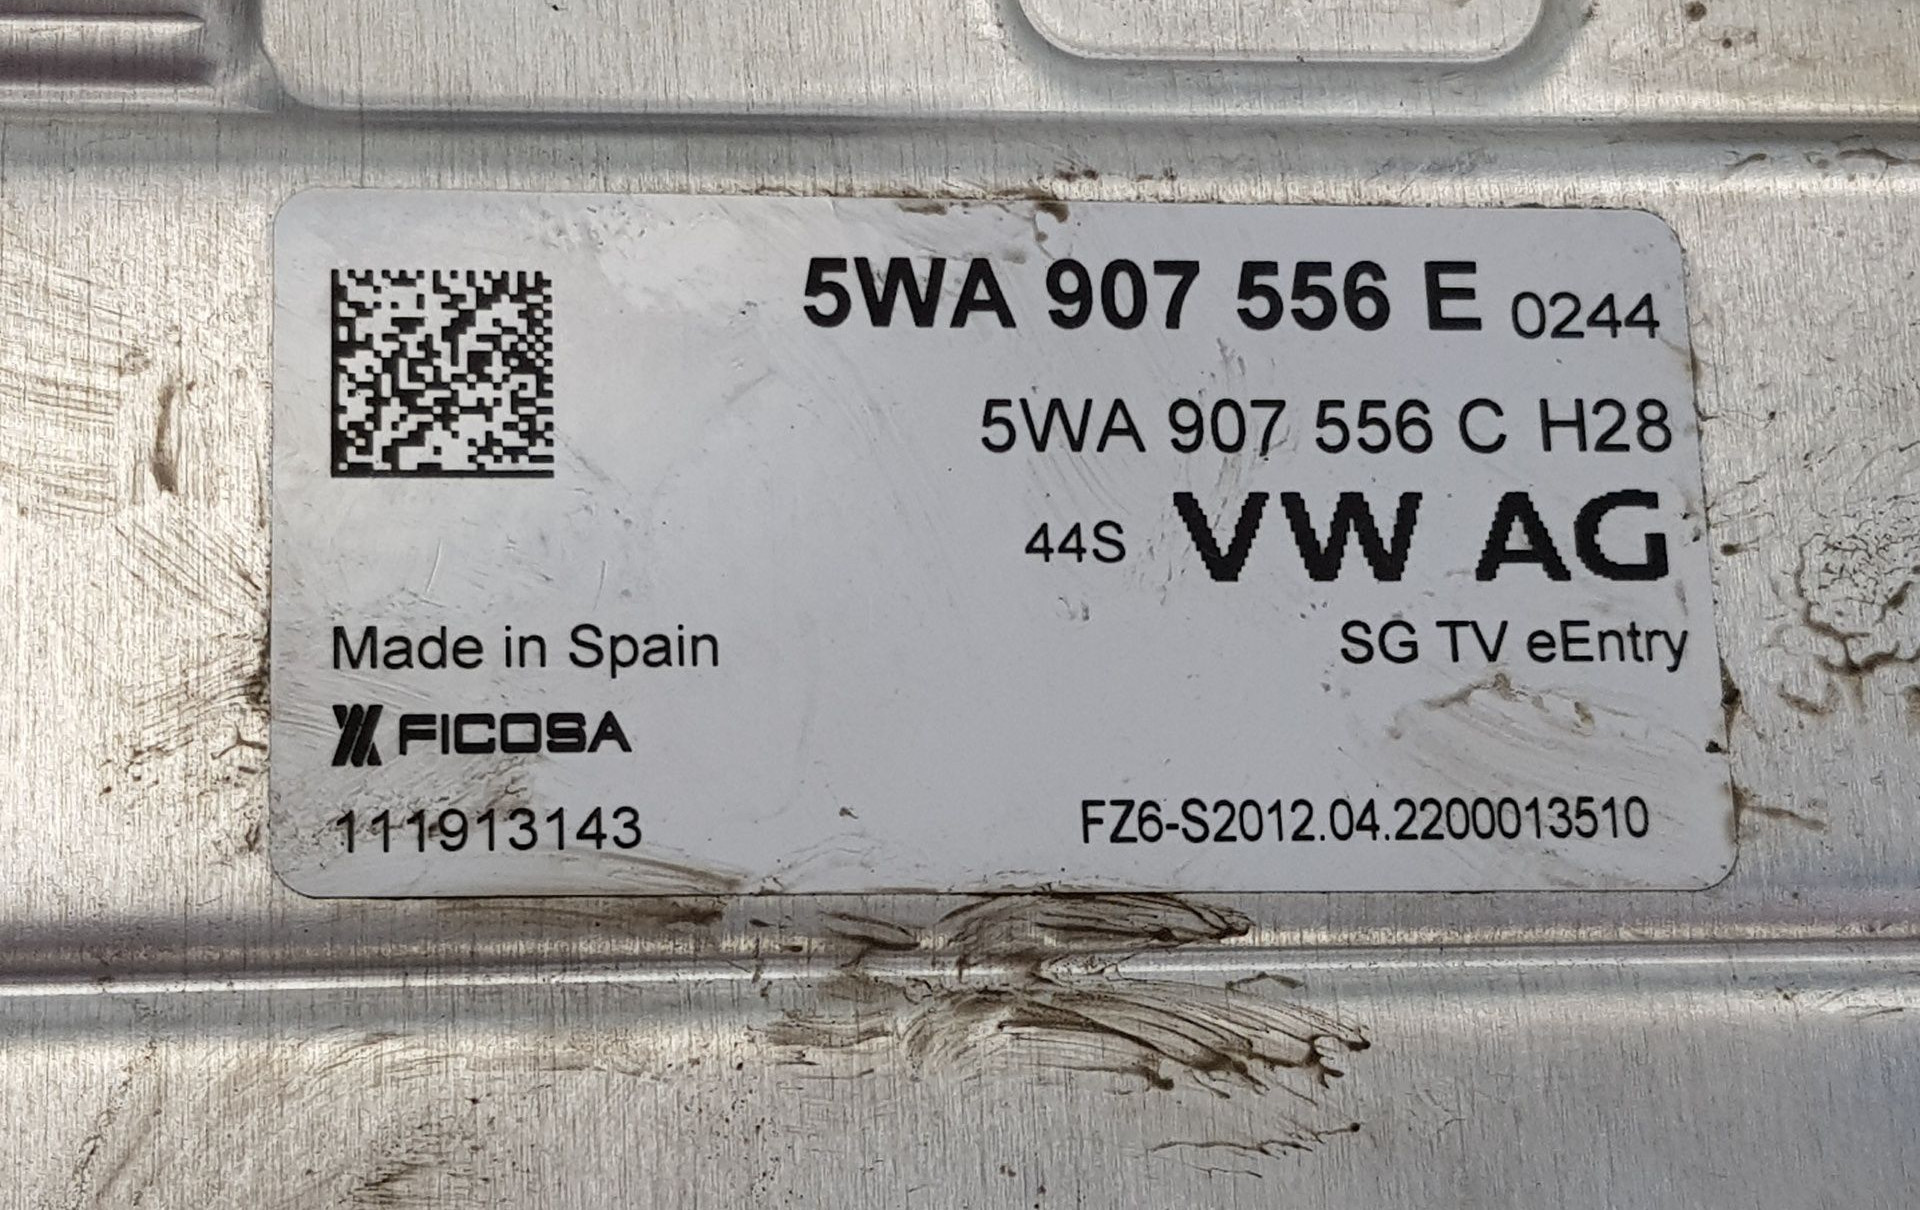 5WA 907 556 E 0244
5WA 907 556 C H28
44S VW AG
Made in Spain
SG TV eEntry
FICOSA
111913143
FZ6-S2012.04.2200013510